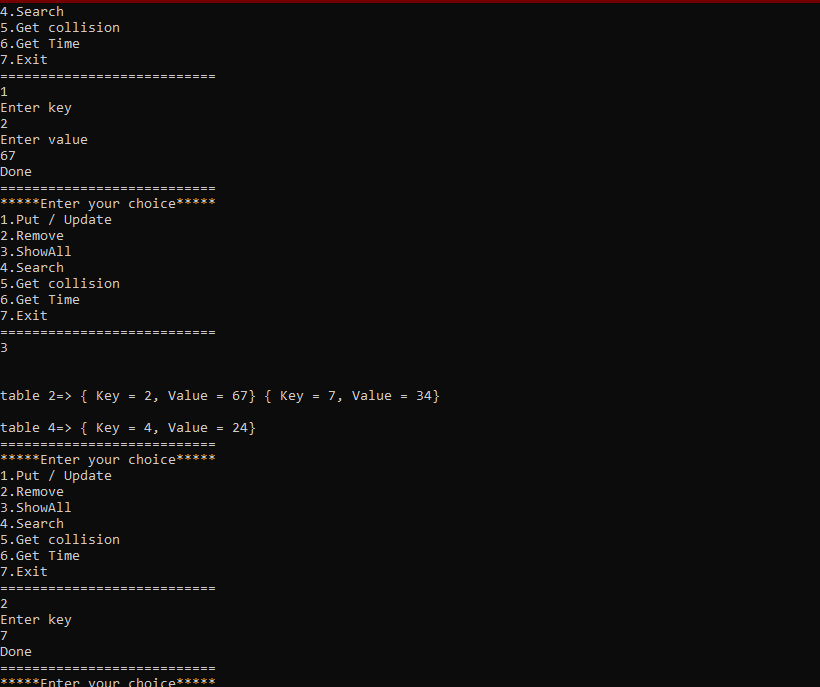 4.Search
5.Get collision
6.Get Time
7.Exit
===========================
1
Enter key
2
Enter value
67
Done
===========================
*****Enter your choice*****
1.Put / Update
2.Remove
3.ShowAll
4.Search
5.Get collision
6.Get Time
7.Exit
===========================
3
table 2=> { Key = 2, Value = 67} { Key = 7, Value = 34}
table 4=> { Key = 4, Value = 24}
===========================
*****Enter your choice*****
1.Put / Update
2.Remove
3.ShowAll
4.Search
5.Get collision
6.Get Time
7.Exit
===========================
2
Enter key
7
Done
===========================
*****Enter your choice*****